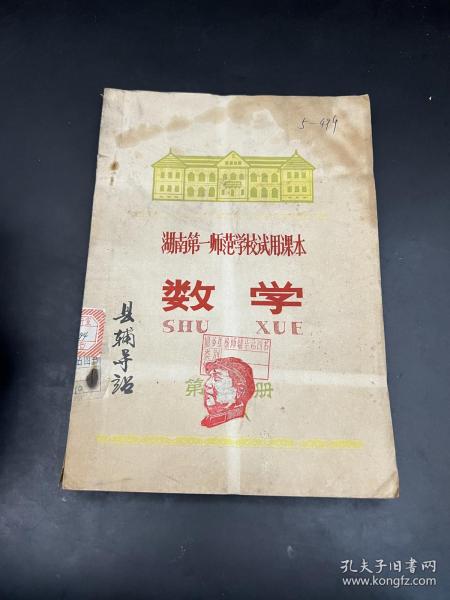 5-494
湖南第一师范学校试用课本
数学
SHU XUE
第 册
县辅导站
孔夫子旧书网
www.kongfz.com